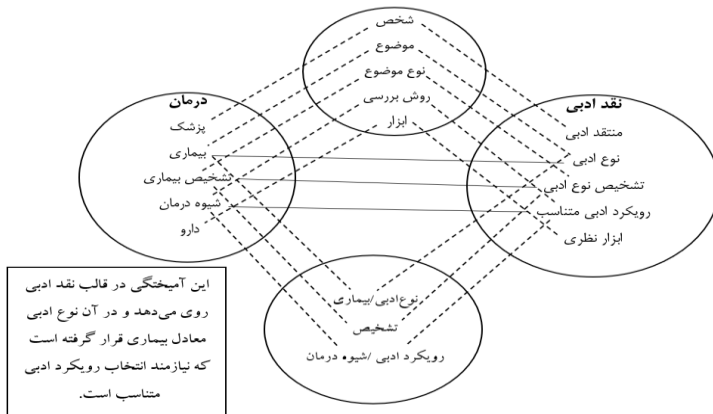 شخص
موضوع
نوع موضوع
روش بررسی
ابزار
نقد ادبی
منتقد ادبی
نوع ادبی
تشخیص نوع ادبی
رویکرد ادبی متناسب
ابزار نظری
درمان
پزشک
بیماری
تشخیص بیماری
شیوه درمان
دارو
نوع‌ادبی/بیماری
تشخیص
رویکرد ادبی /شیوه درمان
این آمیختگی در قالب نقد ادبی
روی می‌دهد و در آن نوع ادبی
معادل بیماری قرار گرفته است
که نیازمند انتخاب رویکرد ادبی
متناسب است.